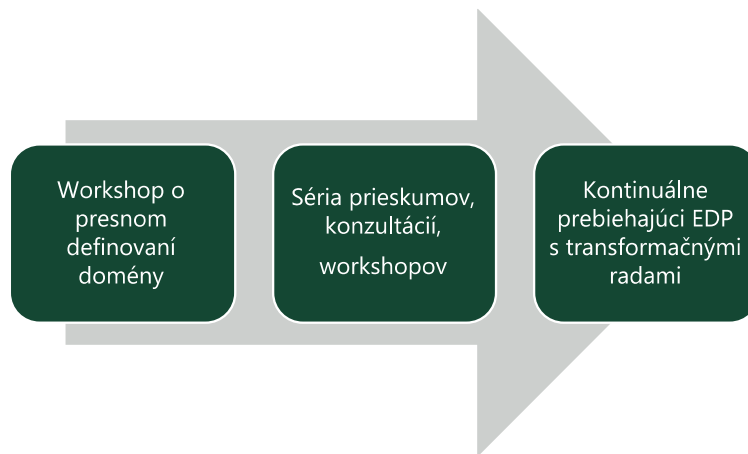 Workshop o
presnom
definovaní
domény
Séria prieskumov,
konzultácií,
workshopov
Kontinuálne
prebiehajúci EDP
s transformačnými
radami